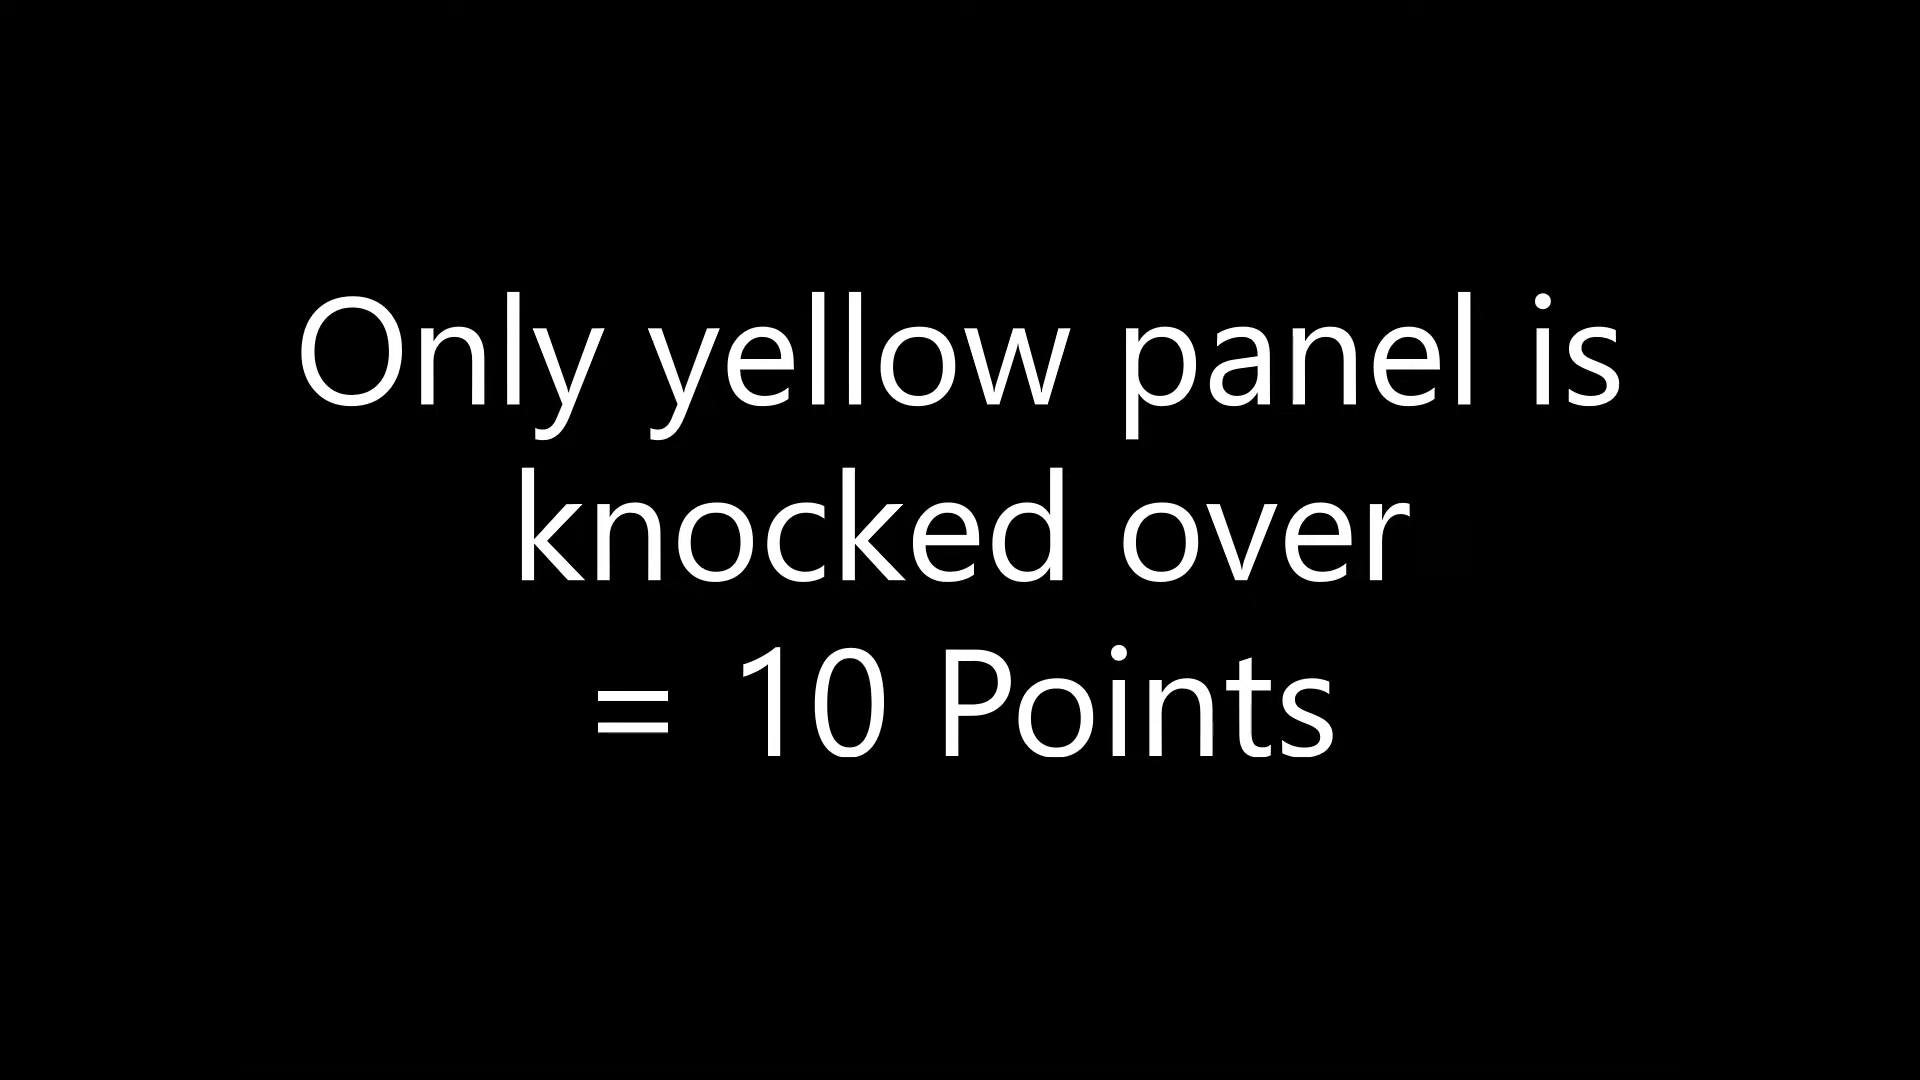 Only yellow panel is
knocked over
= 10 Points